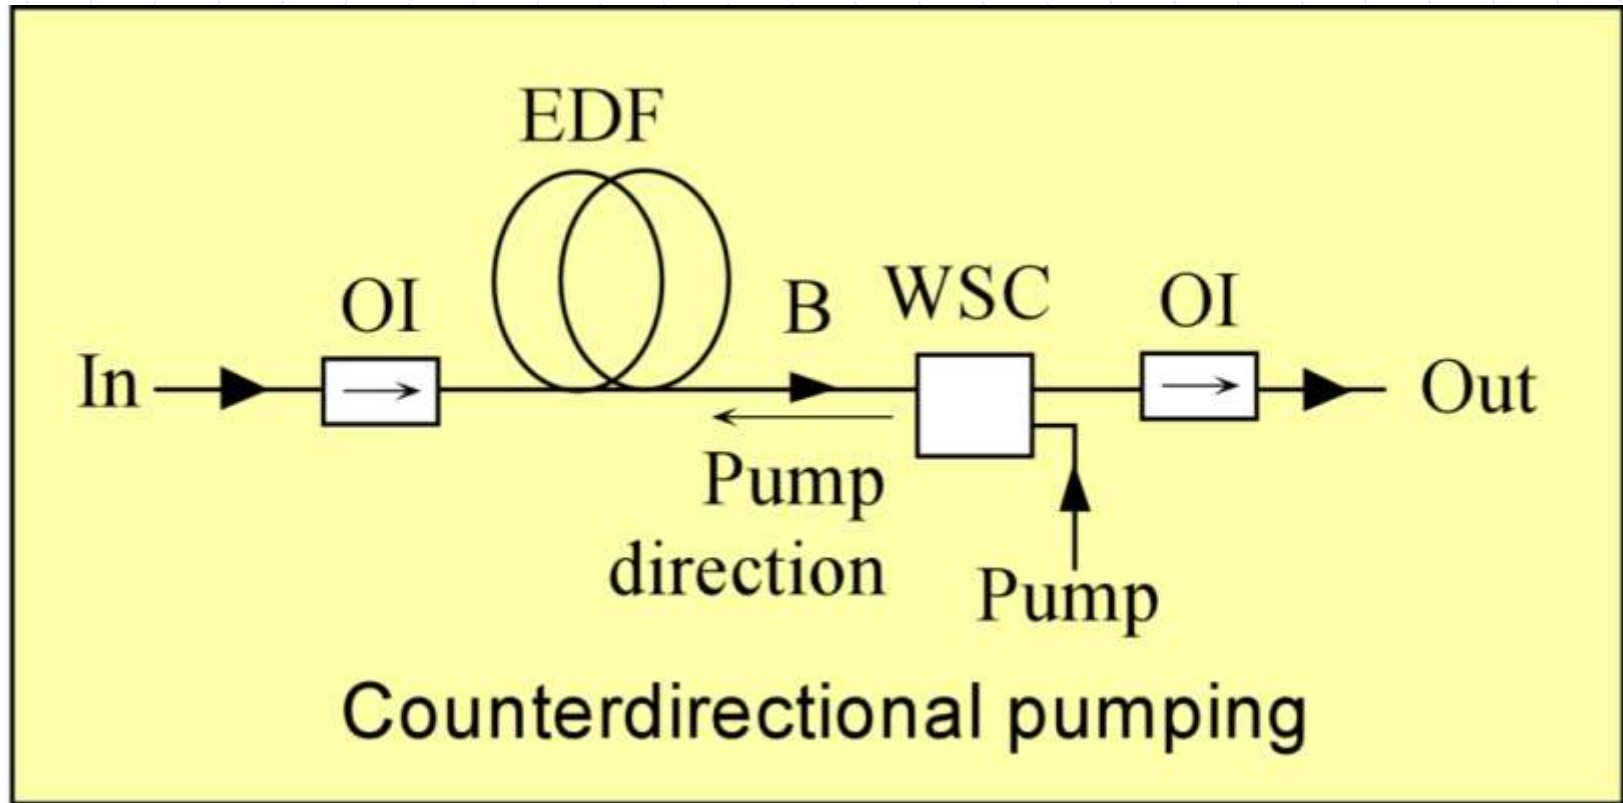 EDF
OI
B
WSC
OI
In
Out
Pump
direction
Pump
Counterdirectional pumping